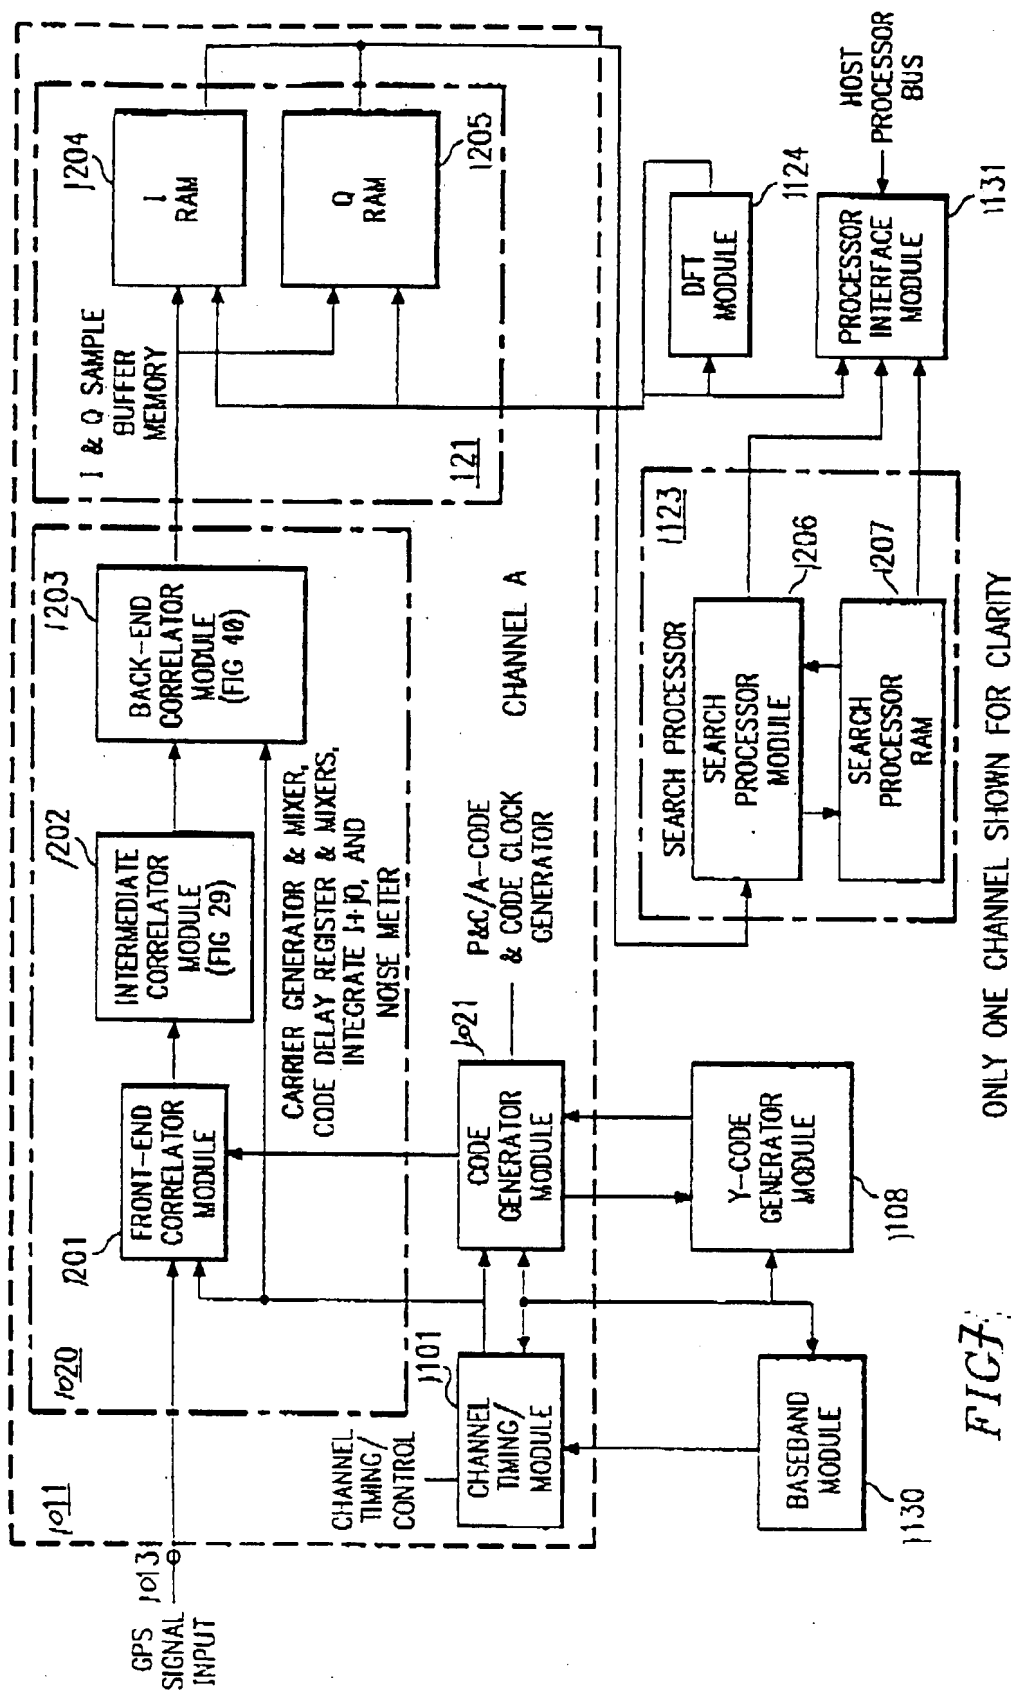 GPS
SIGNAL
INPUT
1013
1011
1020
1201
FRONT-END
CORRELATOR
MODULE
1202
INTERMEDIATE
CORRELATOR
MODULE
(FIG 29)
1203
BACK-END
CORRELATOR
MODULE
(FIG 40)
CARRIER GENERATOR & MIXER,
CODE DELAY REGISTER & MIXERS,
INTEGRATE I+jQ, AND
NOISE METER
I & Q SAMPLE
BUFFER
MEMORY
1204
I
RAM
Q
RAM
1205
121
CHANNEL
TIMING/
CONTROL
1101
CHANNEL
TIMING/
MODULE
1021
CODE
GENERATOR
MODULE
P&C/A-CODE
& CODE CLOCK
GENERATOR
CHANNEL A
BASEBAND
MODULE
1130
Y-CODE
GENERATOR
MODULE
1108
SEARCH PROCESSOR
1123
SEARCH
PROCESSOR
MODULE
1206
SEARCH
PROCESSOR
RAM
1207
DFT
MODULE
1124
PROCESSOR
INTERFACE
MODULE
1131
HOST
PROCESSOR
BUS
ONLY ONE CHANNEL SHOWN FOR CLARITY
FIG 7